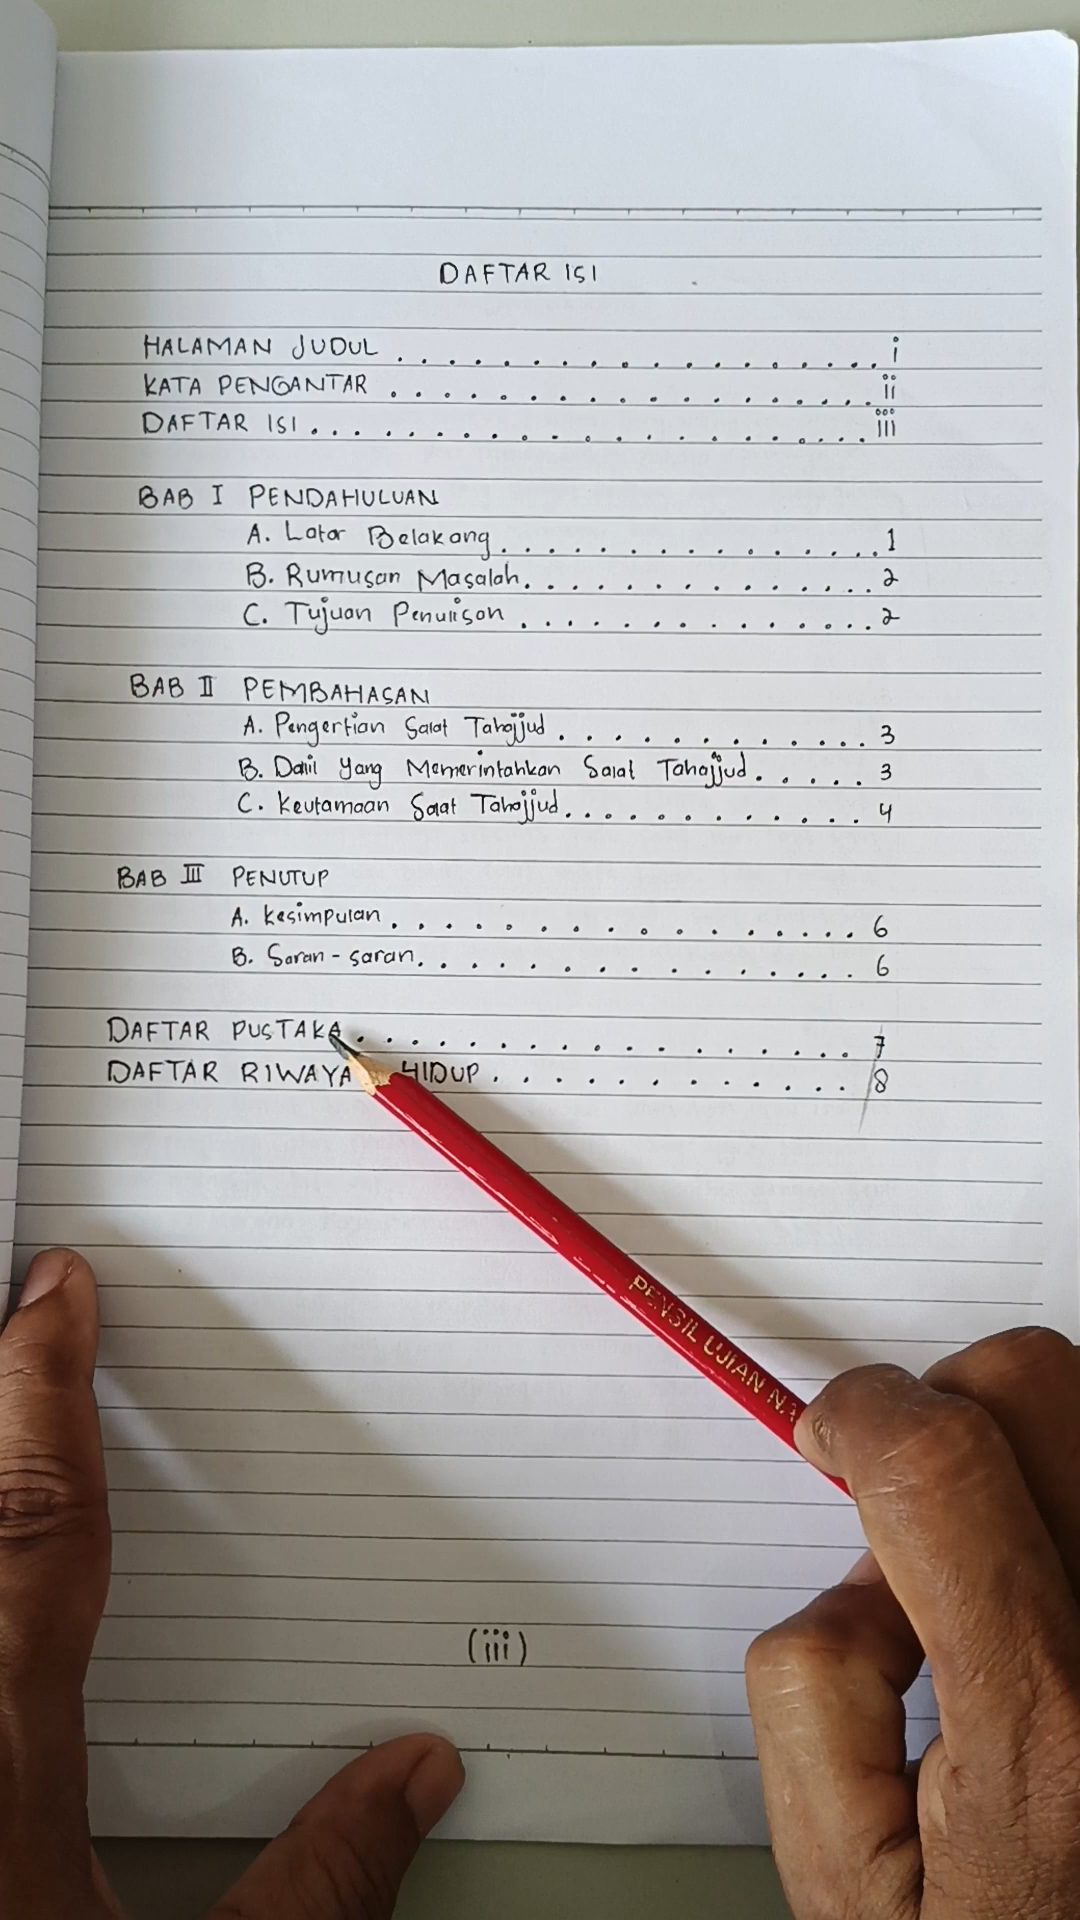 DAFTAR ISI
HALAMAN JUDUL . . . . . . . . . . . . . . . . . . i
KATA PENGANTAR . . . . . . . . . . . . . . . . . . ii
DAFTAR ISI . . . . . . . . . . . . . . . . . . . . . iii
BAB I PENDAHULUAN
A. Latar Belakang . . . . . . . . . . . . . . . 1
B. Rumusan Masalah . . . . . . . . . . . . . . 2
C. Tujuan Penulison . . . . . . . . . . . . . . 2
BAB II PEMBAHASAN
A. Pengertian Salat Tahajjud . . . . . . . . . . . . 3
B. Dalil Yang Memerintahkan Salat Tahajjud . . . . . 3
C. Keutamaan Salat Tahajjud . . . . . . . . . . . . 4
BAB III PENUTUP
A. Kesimpulan . . . . . . . . . . . . . . . . . 6
B. Saran - saran . . . . . . . . . . . . . . . . 6
DAFTAR PUSTAKA . . . . . . . . . . . . . . . . . . 7
DAFTAR RIWAYA HIDUP . . . . . . . . . . . . . 8
PENSIL UJIAN NA
(iii)